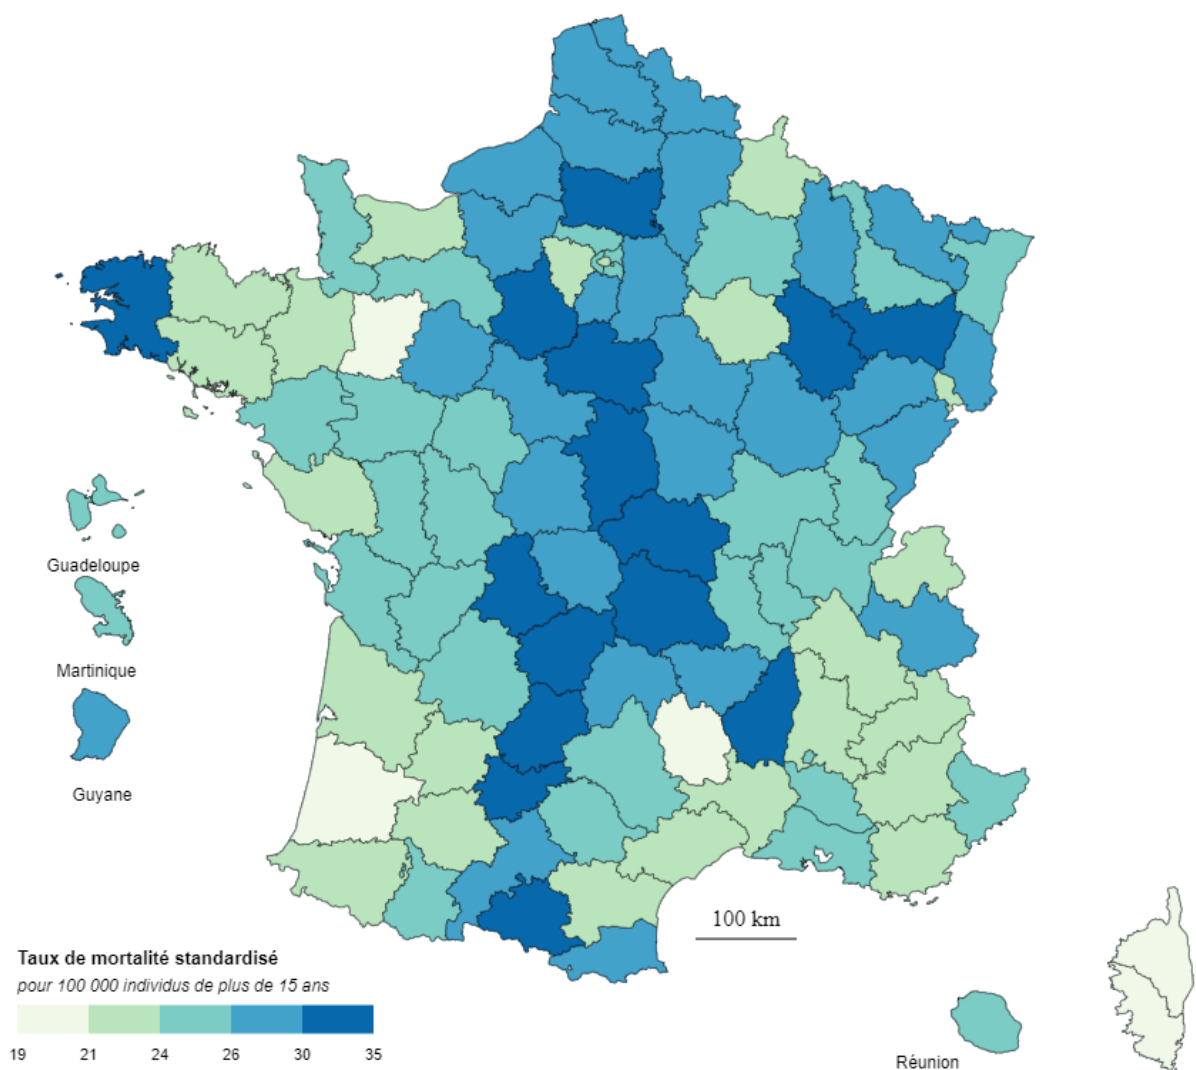 Guadeloupe
Martinique
Guyane
100 km
Taux de mortalité standardisé
pour 100 000 individus de plus de 15 ans
19 21 24 26 30 35
Réunion